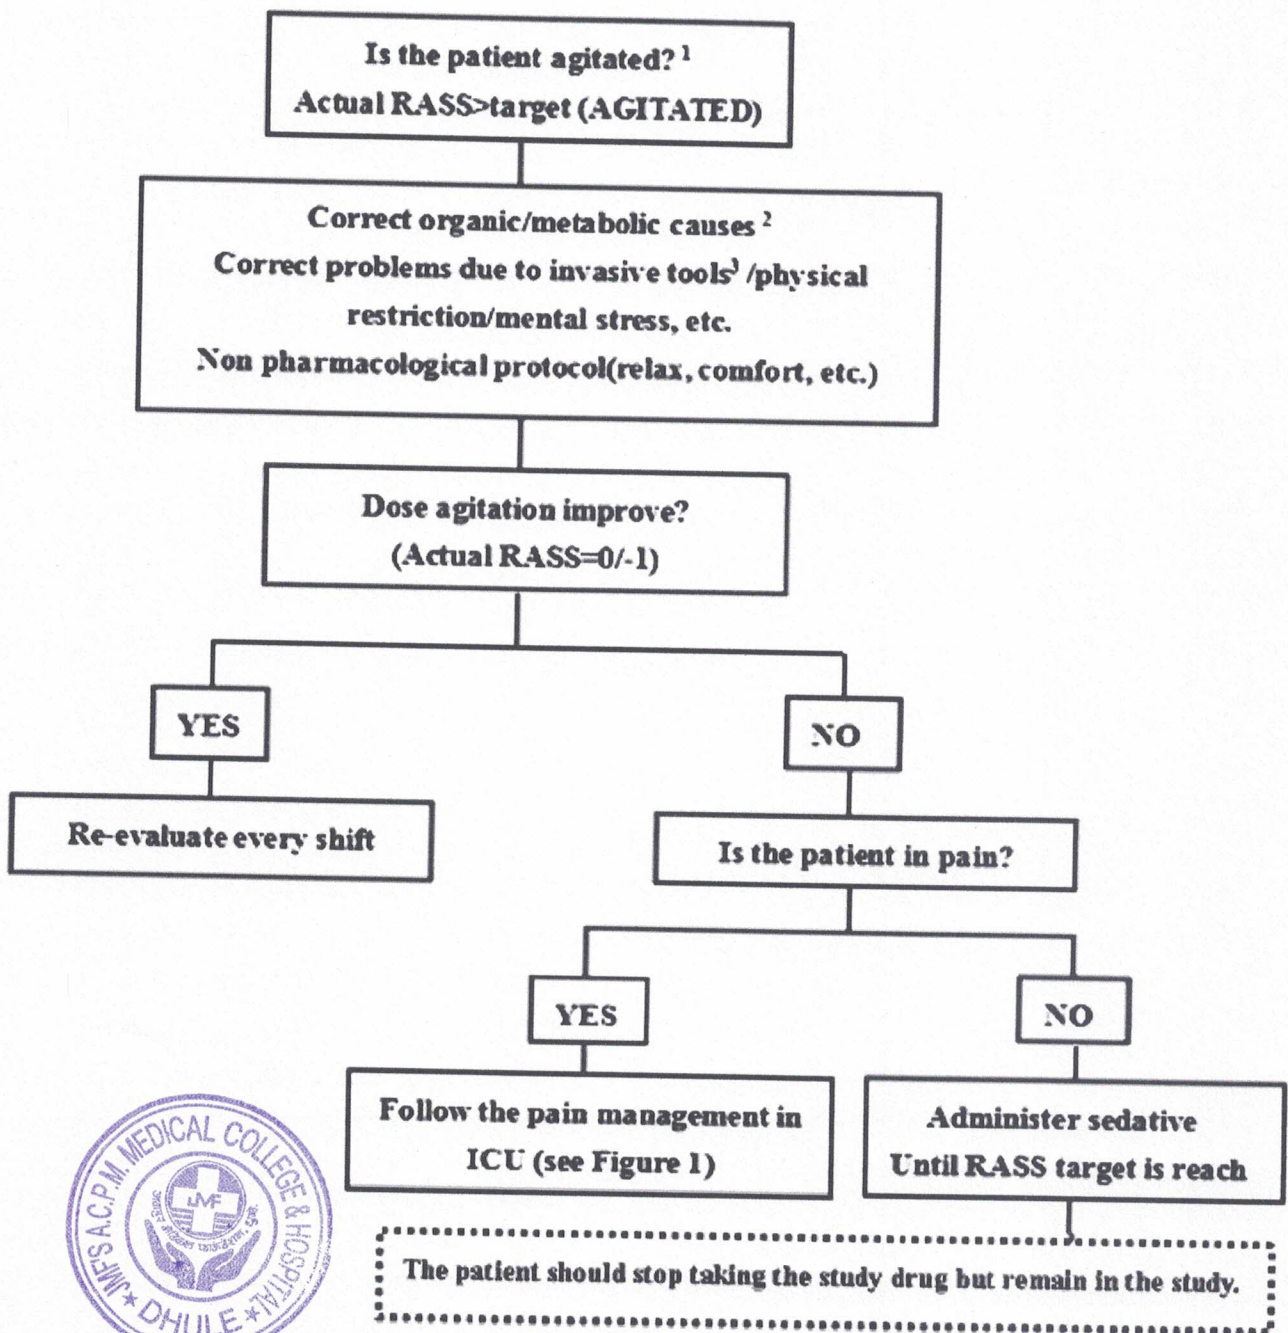 Is the patient agitated? 1
Actual RASS>target (AGITATED)
Correct organic/metabolic causes 2
Correct problems due to invasive tools3 /physical
restriction/mental stress, etc.
Non pharmacological protocol(relax, comfort, etc.)
Dose agitation improve?
(Actual RASS=0/-1)
YES
NO
Re-evaluate every shift
Is the patient in pain?
YES
NO
Follow the pain management in
ICU (see Figure 1)
Administer sedative
Until RASS target is reach
The patient should stop taking the study drug but remain in the study.
JMFS A.C.P.M. MEDICAL COLLEGE & HOSPITAL
DHULE
JMF